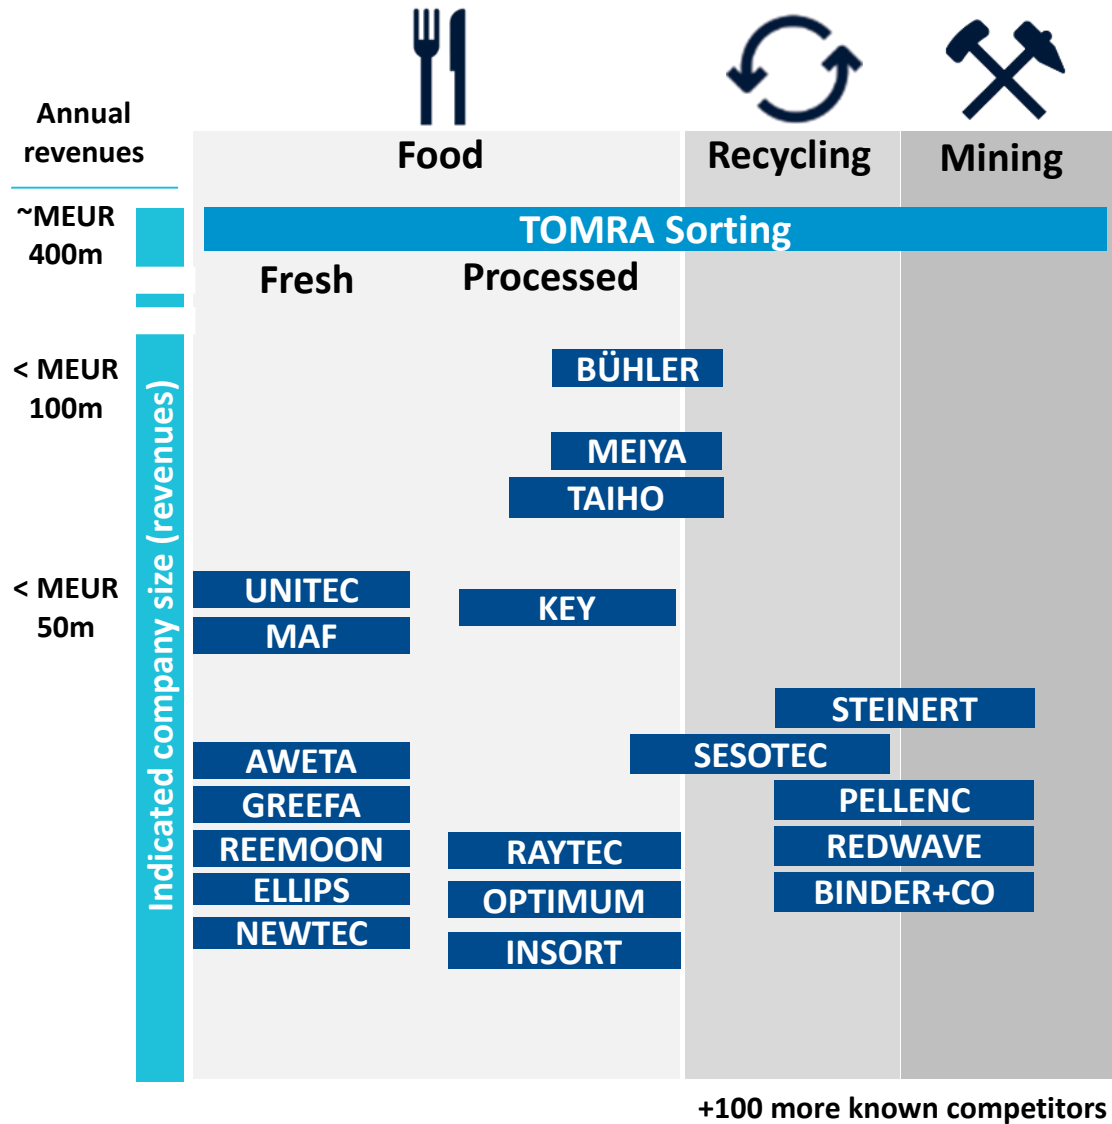 Annual
revenues
Food
Recycling
Mining
~MEUR
400m
TOMRA Sorting
Fresh
Processed
< MEUR
100m
BÜHLER
MEIYA
TAIHO
Indicated company size (revenues)
< MEUR
50m
UNITEC
KEY
MAF
STEINERT
SESOTEC
AWETA
PELLENC
GREEFA
REDWAVE
REEMOON
RAYTEC
BINDER+CO
ELLIPS
OPTIMUM
NEWTEC
INSORT
+100 more known competitors